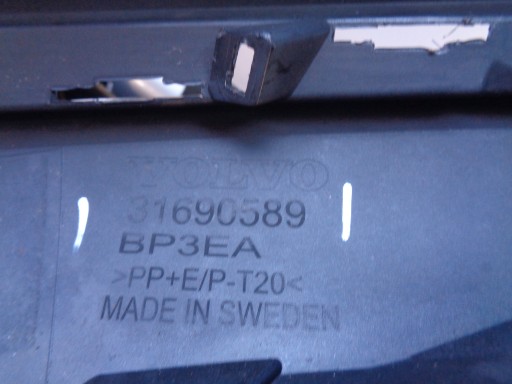 VOLVO
31690589
BP3EA
>PP+E/P-T20<
MADE IN SWEDEN